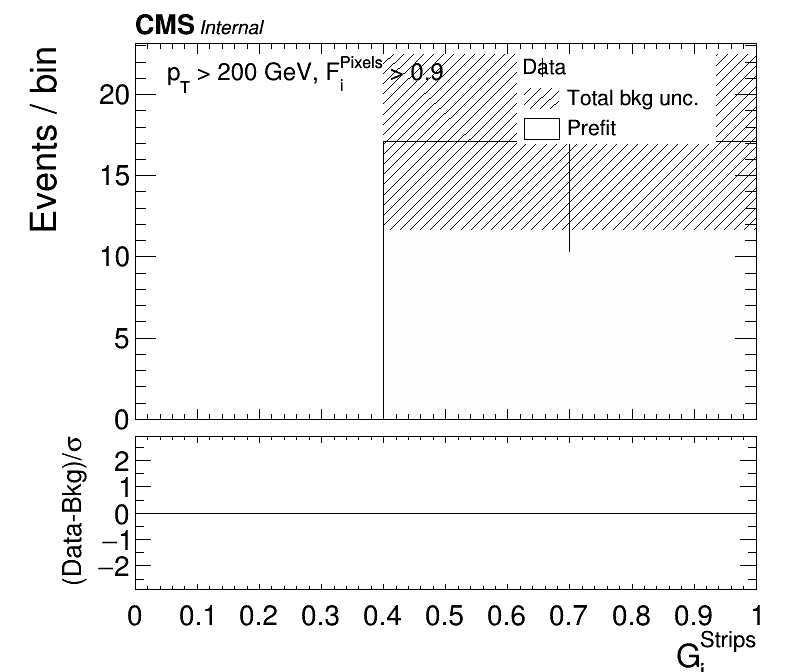 CMS Internal
Events / bin
p_T > 200 GeV, F_i^Pixels > 0.9
Data
Total bkg unc.
Prefit
20
15
10
5
0
(Data-Bkg)/σ
2
1
0
−1
−2
0 0.1 0.2 0.3 0.4 0.5 0.6 0.7 0.8 0.9 1
G_i^Strips